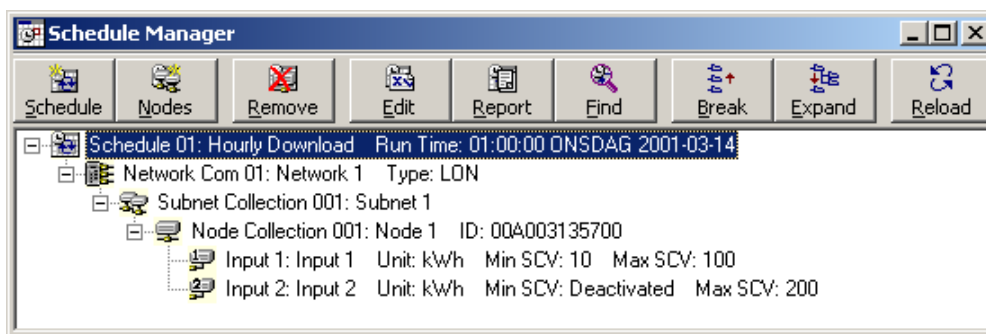 Schedule Manager
Schedule Nodes Remove Edit Report Find Break Expand Reload
Schedule 01: Hourly Download Run Time: 01:00:00 ONSDAG 2001-03-14
Network Com 01: Network 1 Type: LON
Subnet Collection 001: Subnet 1
Node Collection 001: Node 1 ID: 00A003135700
Input 1: Input 1 Unit: kWh Min SCV: 10 Max SCV: 100
Input 2: Input 2 Unit: kWh Min SCV: Deactivated Max SCV: 200